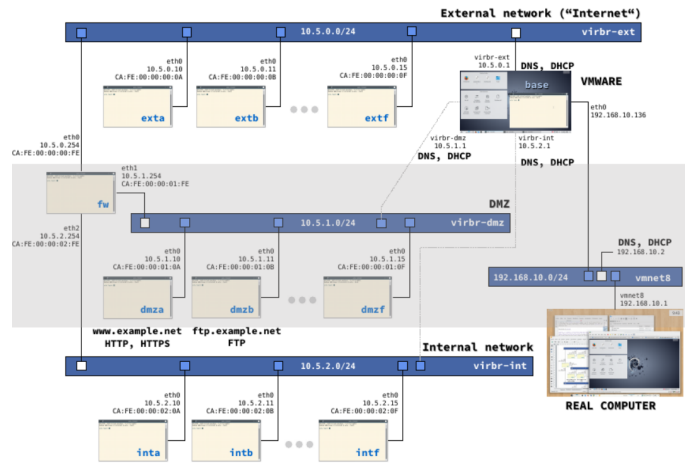 External network (“Internet”)
10.5.0.0/24
virbr-ext
eth0
10.5.0.10
CA:FE:00:00:00:0A
exta
eth0
10.5.0.11
CA:FE:00:00:00:0B
extb
eth0
10.5.0.15
CA:FE:00:00:00:0F
extf
virbr-ext
10.5.0.1
DNS, DHCP
VMWARE
base
eth0
192.168.10.136
virbr-dmz
10.5.1.1
DNS, DHCP
virbr-int
10.5.2.1
DNS, DHCP
eth0
10.5.0.254
CA:FE:00:00:00:FE
eth1
10.5.1.254
CA:FE:00:00:01:FE
fw
eth2
10.5.2.254
CA:FE:00:00:02:FE
DMZ
10.5.1.0/24
virbr-dmz
eth0
10.5.1.10
CA:FE:00:00:01:0A
dmza
eth0
10.5.1.11
CA:FE:00:00:01:0B
dmzb
eth0
10.5.1.15
CA:FE:00:00:01:0F
dmzf
www.example.net
HTTP, HTTPS
ftp.example.net
FTP
DNS, DHCP
192.168.10.2
192.168.10.0/24
vmnet8
vmnet8
192.168.10.1
REAL COMPUTER
Internal network
10.5.2.0/24
virbr-int
eth0
10.5.2.10
CA:FE:00:00:02:0A
inta
eth0
10.5.2.11
CA:FE:00:00:02:0B
intb
eth0
10.5.2.15
CA:FE:00:00:02:0F
intf